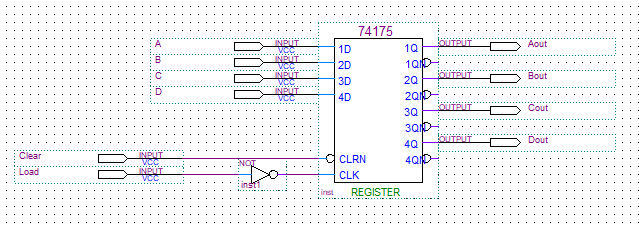 74175
A INPUT VCC 1D 1Q OUTPUT Aout
1QN
B INPUT VCC 2D 2Q OUTPUT Bout
2QN
C INPUT VCC 3D 3Q OUTPUT Cout
3QN
D INPUT VCC 4D 4Q OUTPUT Dout
4QN
Clear INPUT VCC CLRN
Load INPUT VCC NOT inst1 CLK
inst REGISTER